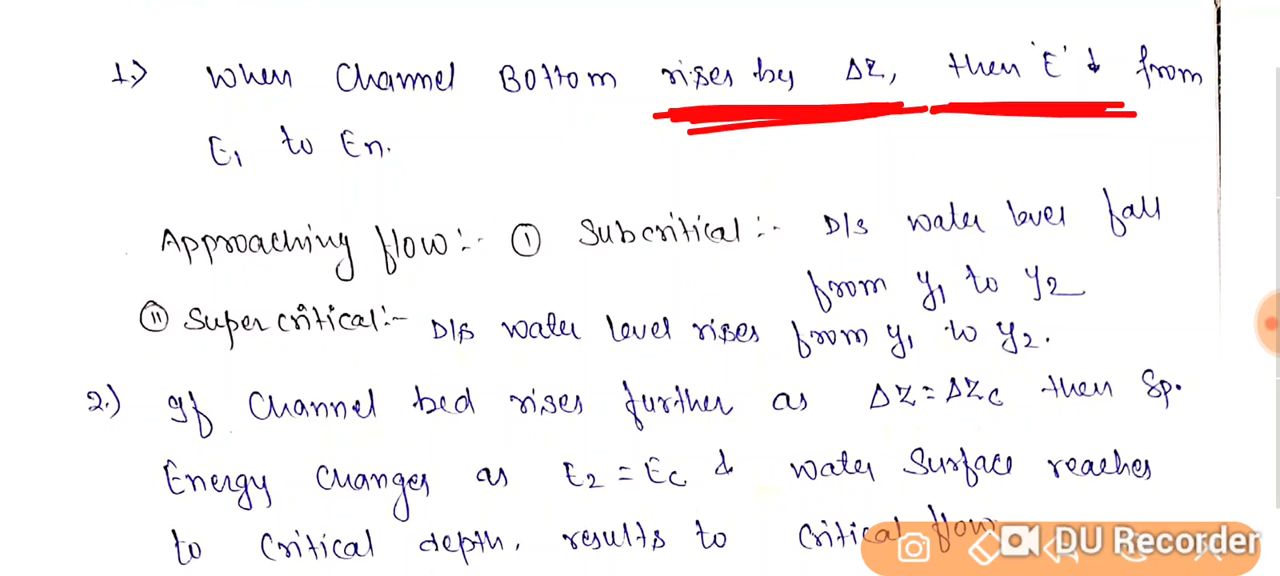 1.) When Channel Bottom rises by ΔZ, then 'E' ↓ from
E1 to En.
Approaching flow:- (I) Subcritical:- D/s water level fall
from y1 to y2
(II) Supercritical:- D/s water level rises from y1 to y2.
2.) If Channel bed rises further as ΔZ = ΔZc then Sp.
Energy Changes as E2 = Ec & water Surface reaches
to Critical depth, results to Critical flow
DU Recorder